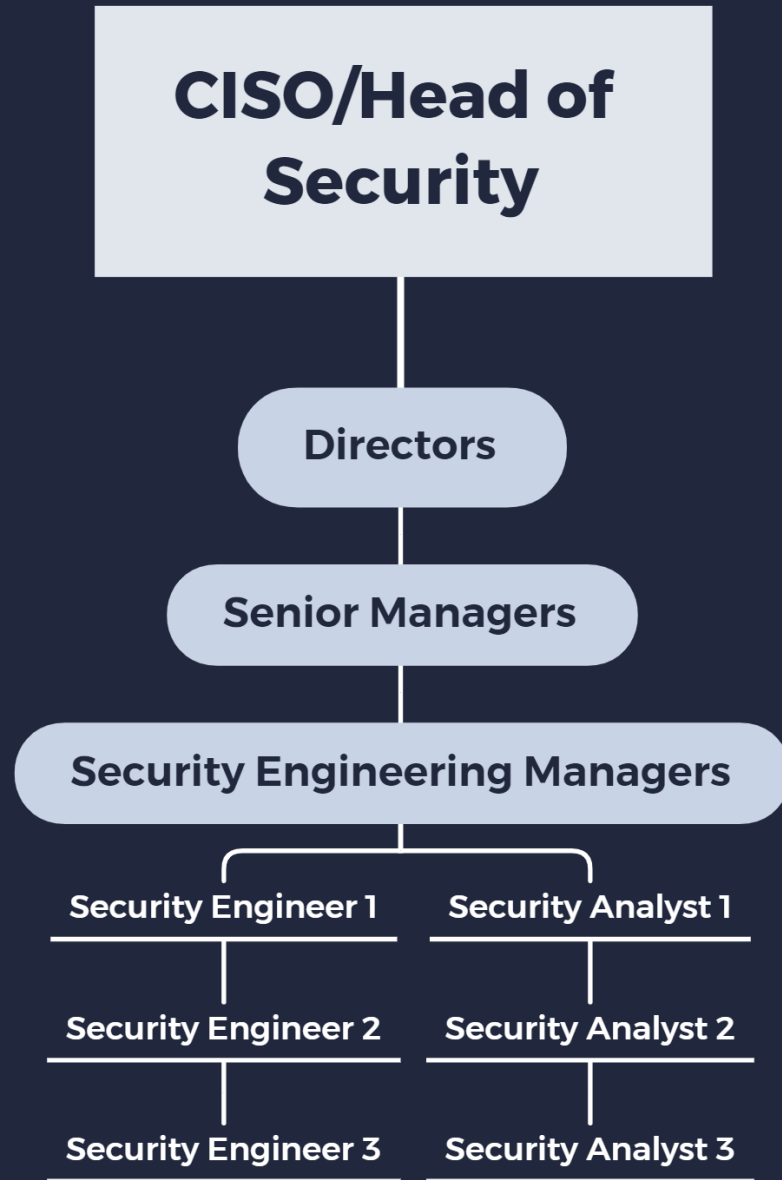 CISO/Head of
Security
Directors
Senior Managers
Security Engineering Managers
Security Engineer 1
Security Analyst 1
Security Engineer 2
Security Analyst 2
Security Engineer 3
Security Analyst 3